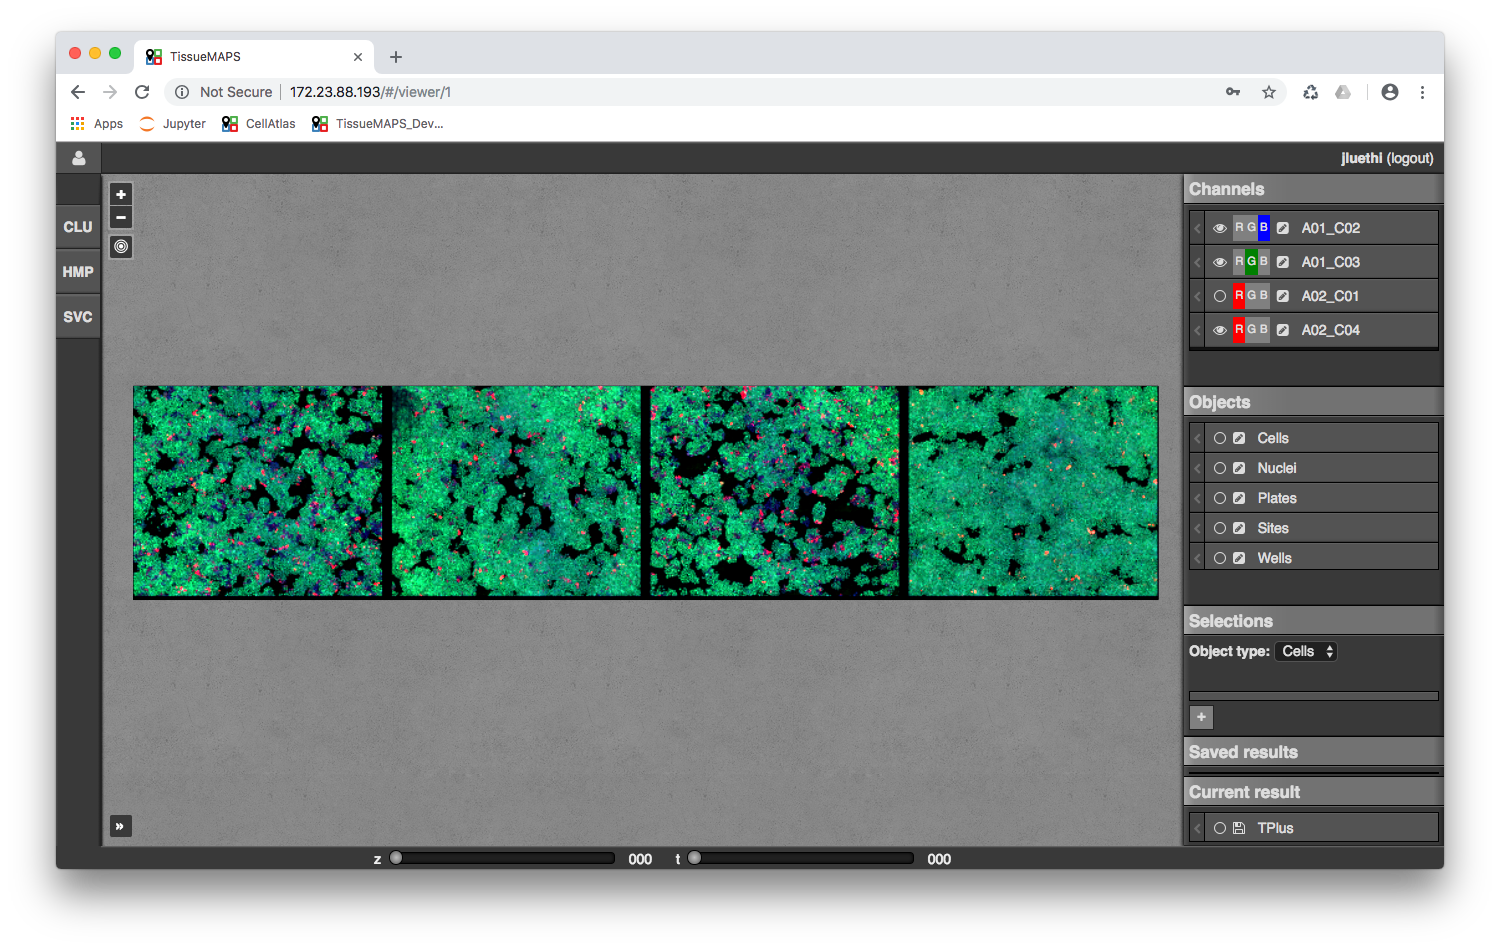 TissueMAPS
Not Secure 172.23.88.193/#/viewer/1
Apps Jupyter CellAtlas TissueMAPS_Dev...
jluethi (logout)
CLU
HMP
SVC
Channels
R G B A01_C02
R G B A01_C03
R G B A02_C01
R G B A02_C04
Objects
Cells
Nuclei
Plates
Sites
Wells
Selections
Object type: Cells
Saved results
Current result
TPlus
z 000 t 000